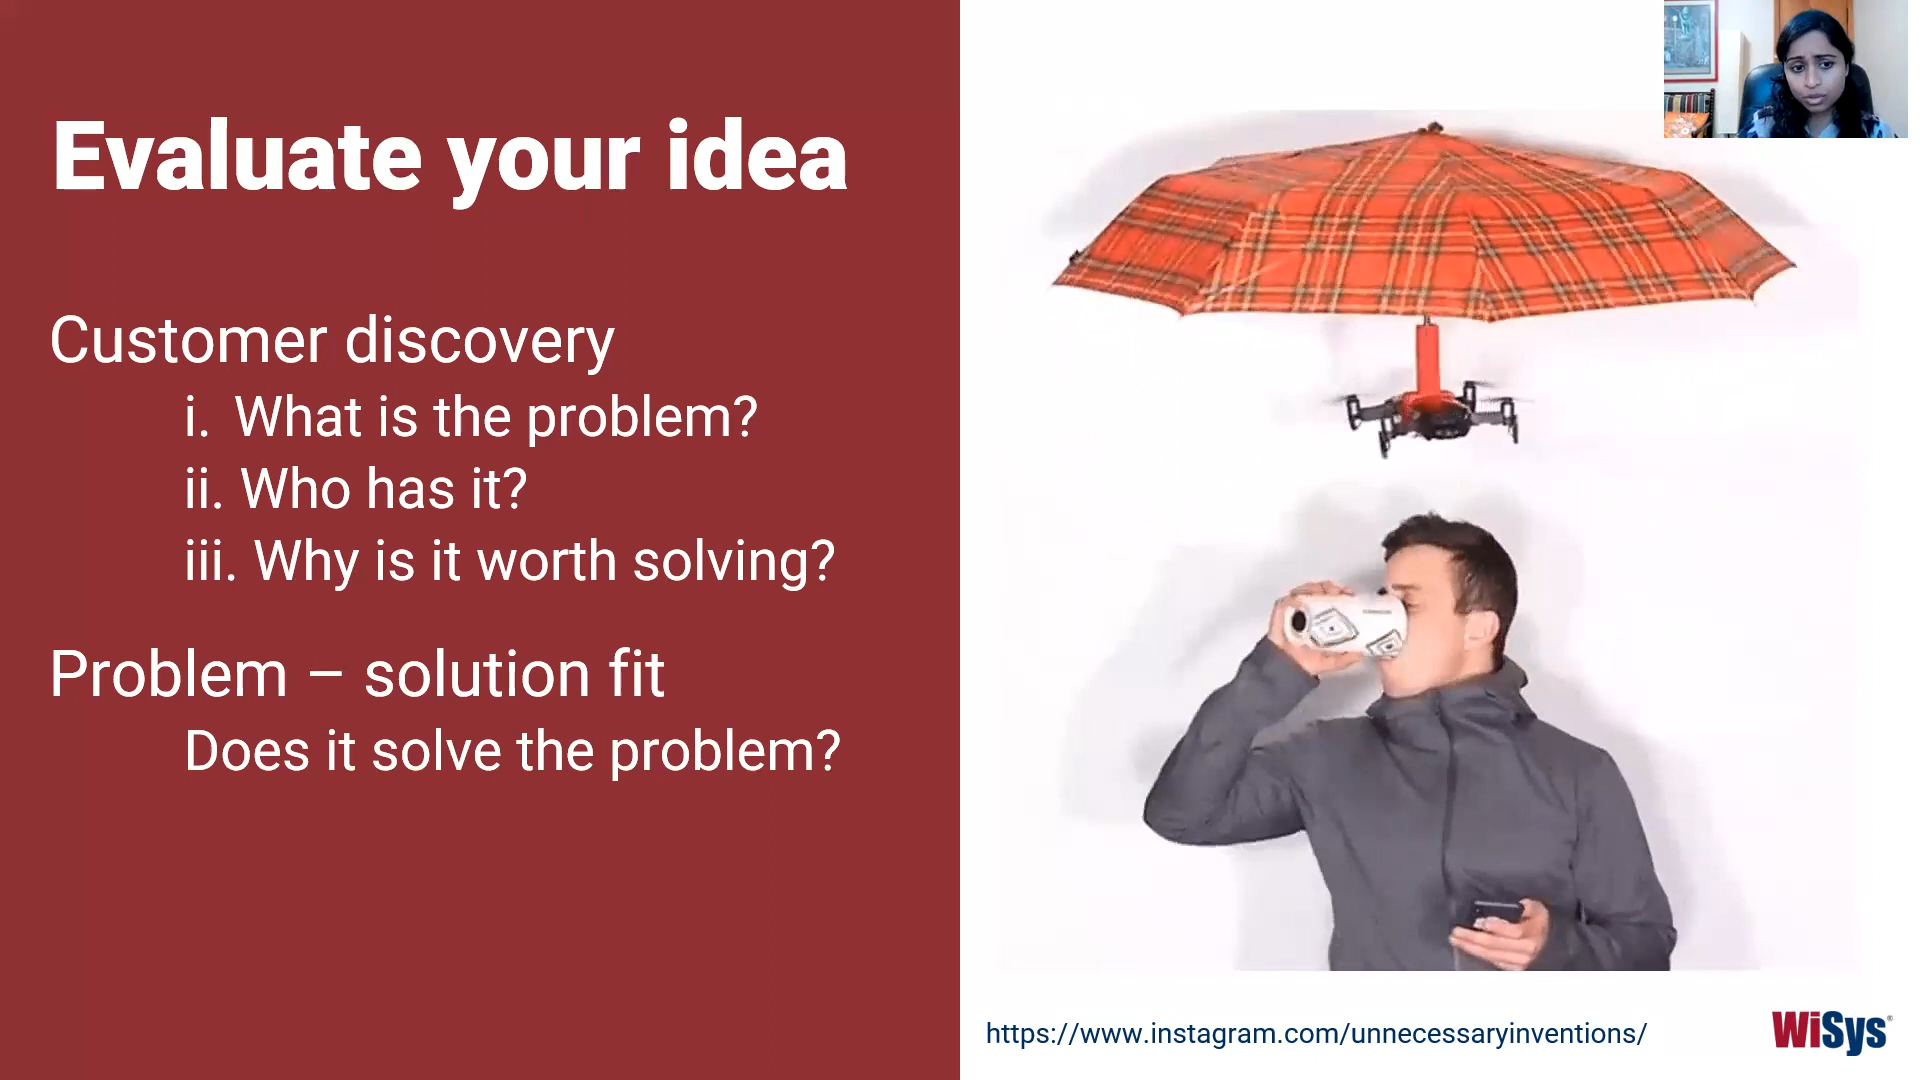 Evaluate your idea
Customer discovery
i. What is the problem?
ii. Who has it?
iii. Why is it worth solving?
Problem – solution fit
Does it solve the problem?
https://www.instagram.com/unnecessaryinventions/
WiSys®